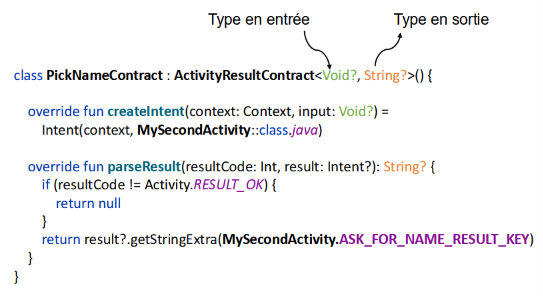 Type en entrée Type en sortie
class PickNameContract : ActivityResultContract<Void?, String?>() {
override fun createIntent(context: Context, input: Void?) =
Intent(context, MySecondActivity::class.java)
override fun parseResult(resultCode: Int, result: Intent?): String? {
if (resultCode != Activity.RESULT_OK) {
return null
}
return result?.getStringExtra(MySecondActivity.ASK_FOR_NAME_RESULT_KEY)
}
}